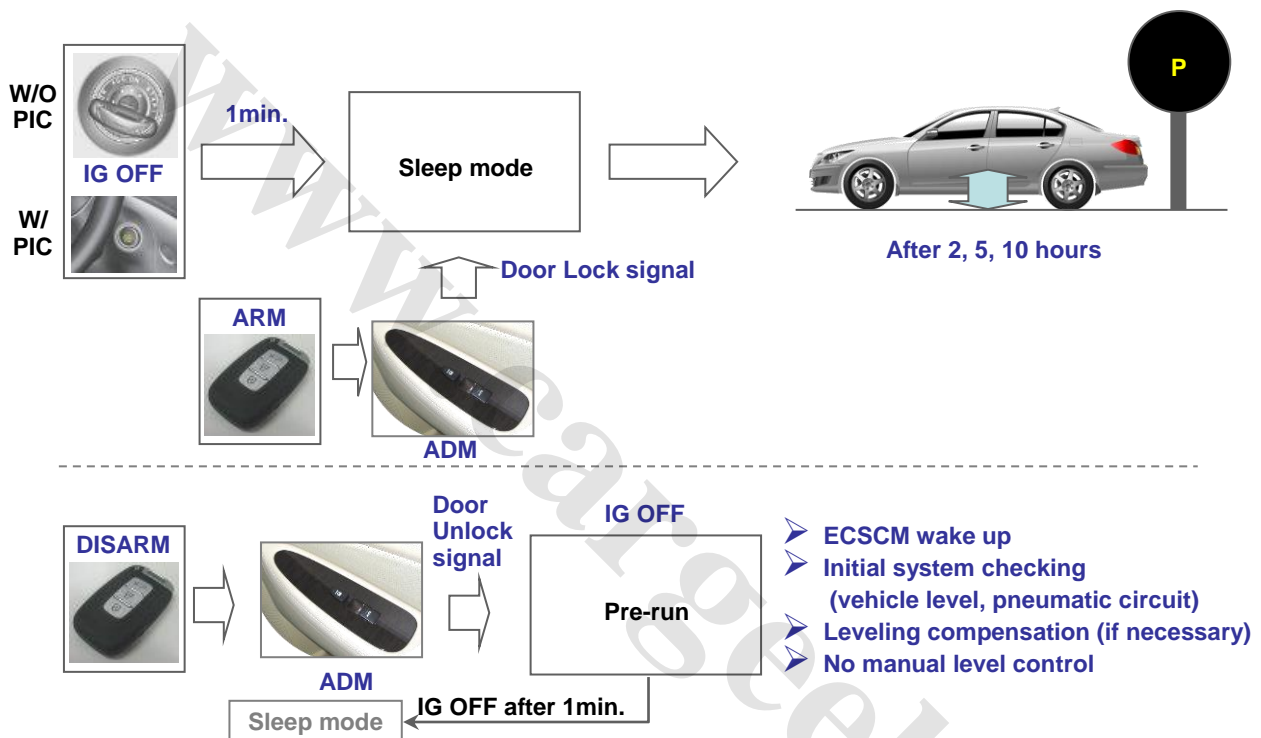 W/O
PIC
IG OFF
W/
PIC
1min.
Sleep mode
P
After 2, 5, 10 hours
Door Lock signal
ARM
ADM
DISARM
ADM
Door
Unlock
signal
IG OFF
Pre-run
ECSCM wake up
Initial system checking
(vehicle level, pneumatic circuit)
Leveling compensation (if necessary)
No manual level control
IG OFF after 1min.
Sleep mode
www.cargeek